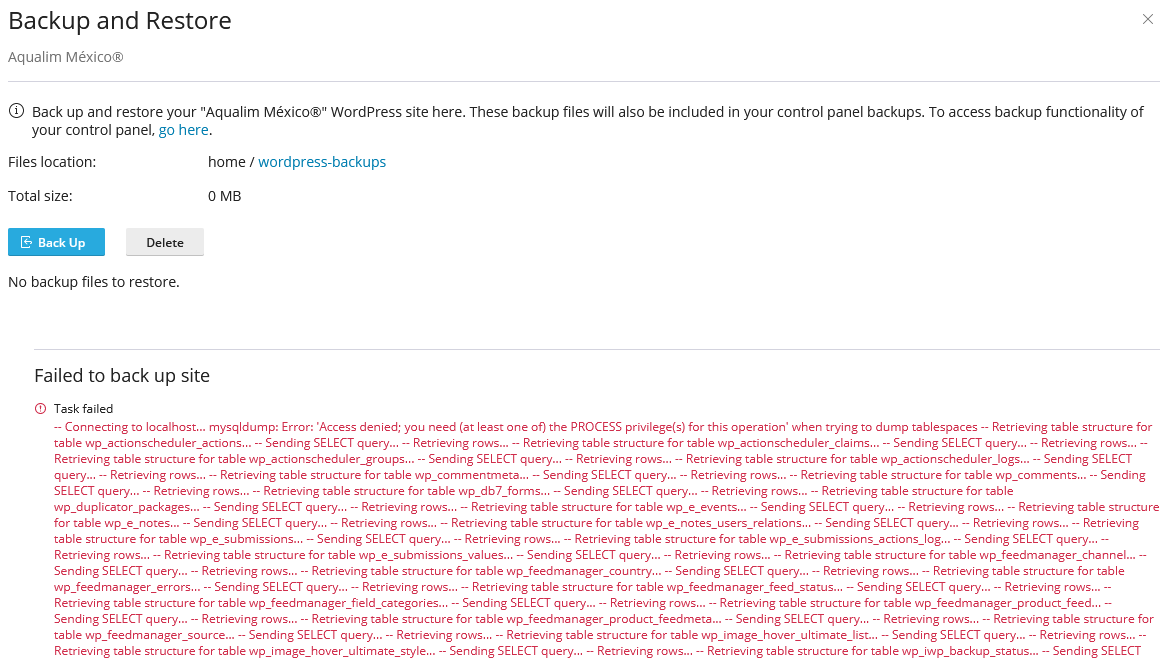 Backup and Restore
Aqualim México®
Back up and restore your "Aqualim México®" WordPress site here. These backup files will also be included in your control panel backups. To access backup functionality of
your control panel, go here.
Files location: home / wordpress-backups
Total size: 0 MB
Back Up Delete
No backup files to restore.
Failed to back up site
Task failed
-- Connecting to localhost... mysqldump: Error: 'Access denied; you need (at least one of) the PROCESS privilege(s) for this operation' when trying to dump tablespaces -- Retrieving table structure for
table wp_actionscheduler_actions... -- Sending SELECT query... -- Retrieving rows... -- Retrieving table structure for table wp_actionscheduler_claims... -- Sending SELECT query... -- Retrieving rows... --
Retrieving table structure for table wp_actionscheduler_groups... -- Sending SELECT query... -- Retrieving rows... -- Retrieving table structure for table wp_actionscheduler_logs... -- Sending SELECT
query... -- Retrieving rows... -- Retrieving table structure for table wp_commentmeta... -- Sending SELECT query... -- Retrieving rows... -- Retrieving table structure for table wp_comments... -- Sending
SELECT query... -- Retrieving rows... -- Retrieving table structure for table wp_db7_forms... -- Sending SELECT query... -- Retrieving rows... -- Retrieving table structure for table
wp_duplicator_packages... -- Sending SELECT query... -- Retrieving rows... -- Retrieving table structure for table wp_e_events... -- Sending SELECT query... -- Retrieving rows... -- Retrieving table structure
for table wp_e_notes... -- Sending SELECT query... -- Retrieving rows... -- Retrieving table structure for table wp_e_notes_users_relations... -- Sending SELECT query... -- Retrieving rows... -- Retrieving
table structure for table wp_e_submissions... -- Sending SELECT query... -- Retrieving rows... -- Retrieving table structure for table wp_e_submissions_actions_log... -- Sending SELECT query... --
Retrieving rows... -- Retrieving table structure for table wp_e_submissions_values... -- Sending SELECT query... -- Retrieving rows... -- Retrieving table structure for table wp_feedmanager_channel... --
Sending SELECT query... -- Retrieving rows... -- Retrieving table structure for table wp_feedmanager_country... -- Sending SELECT query... -- Retrieving rows... -- Retrieving table structure for table
wp_feedmanager_errors... -- Sending SELECT query... -- Retrieving rows... -- Retrieving table structure for table wp_feedmanager_feed_status... -- Sending SELECT query... -- Retrieving rows... --
Retrieving table structure for table wp_feedmanager_field_categories... -- Sending SELECT query... -- Retrieving rows... -- Retrieving table structure for table wp_feedmanager_product_feed... --
Sending SELECT query... -- Retrieving rows... -- Retrieving table structure for table wp_feedmanager_product_feedmeta... -- Sending SELECT query... -- Retrieving rows... -- Retrieving table structure for
table wp_feedmanager_source... -- Sending SELECT query... -- Retrieving rows... -- Retrieving table structure for table wp_image_hover_ultimate_list... -- Sending SELECT query... -- Retrieving rows... --
Retrieving table structure for table wp_image_hover_ultimate_style... -- Sending SELECT query... -- Retrieving rows... -- Retrieving table structure for table wp_iwp_backup_status... -- Sending SELECT